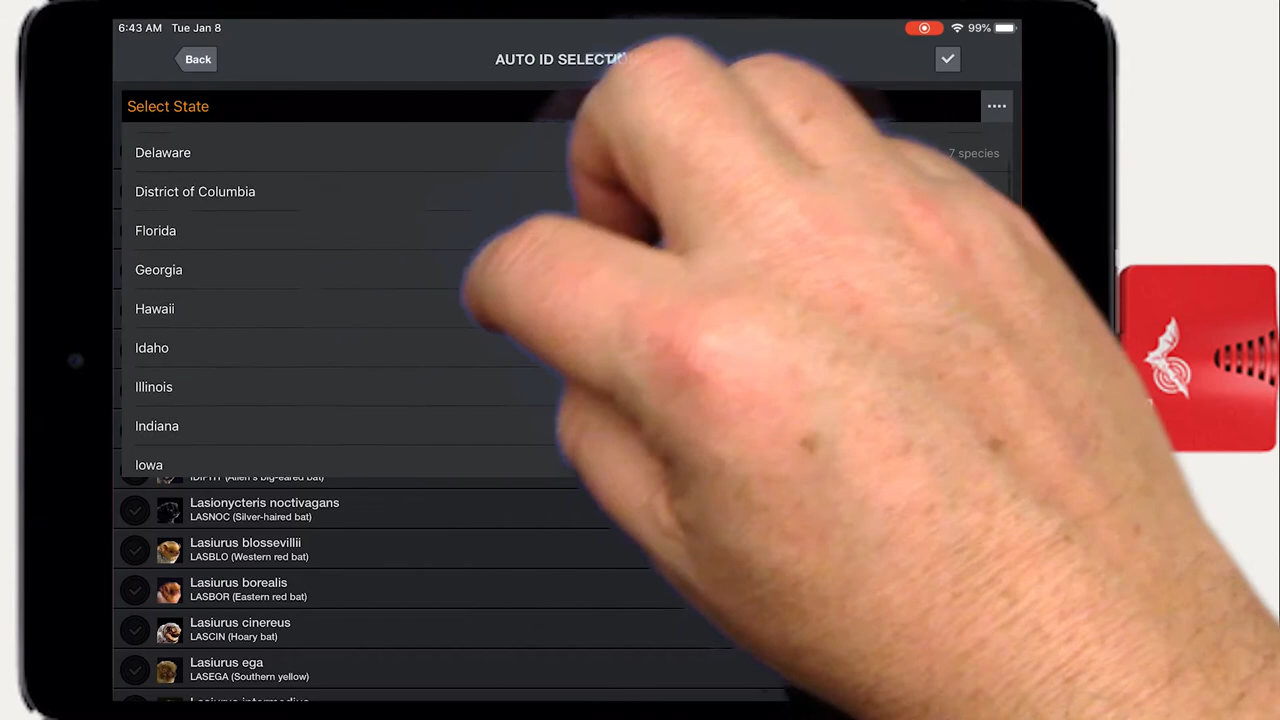 6:43 AM Tue Jan 8
99%
Back
AUTO ID
Select State
Delaware
7 species
District of Columbia
Florida
Georgia
Hawaii
Idaho
Illinois
Indiana
Iowa
Lasionycteris noctivagans
LASNOC (Silver-haired bat)
Lasiurus blossevillii
LASBLO (Western red bat)
Lasiurus borealis
LASBOR (Eastern red bat)
Lasiurus cinereus
LASCIN (Hoary bat)
Lasiurus ega
LASEGA (Southern yellow)